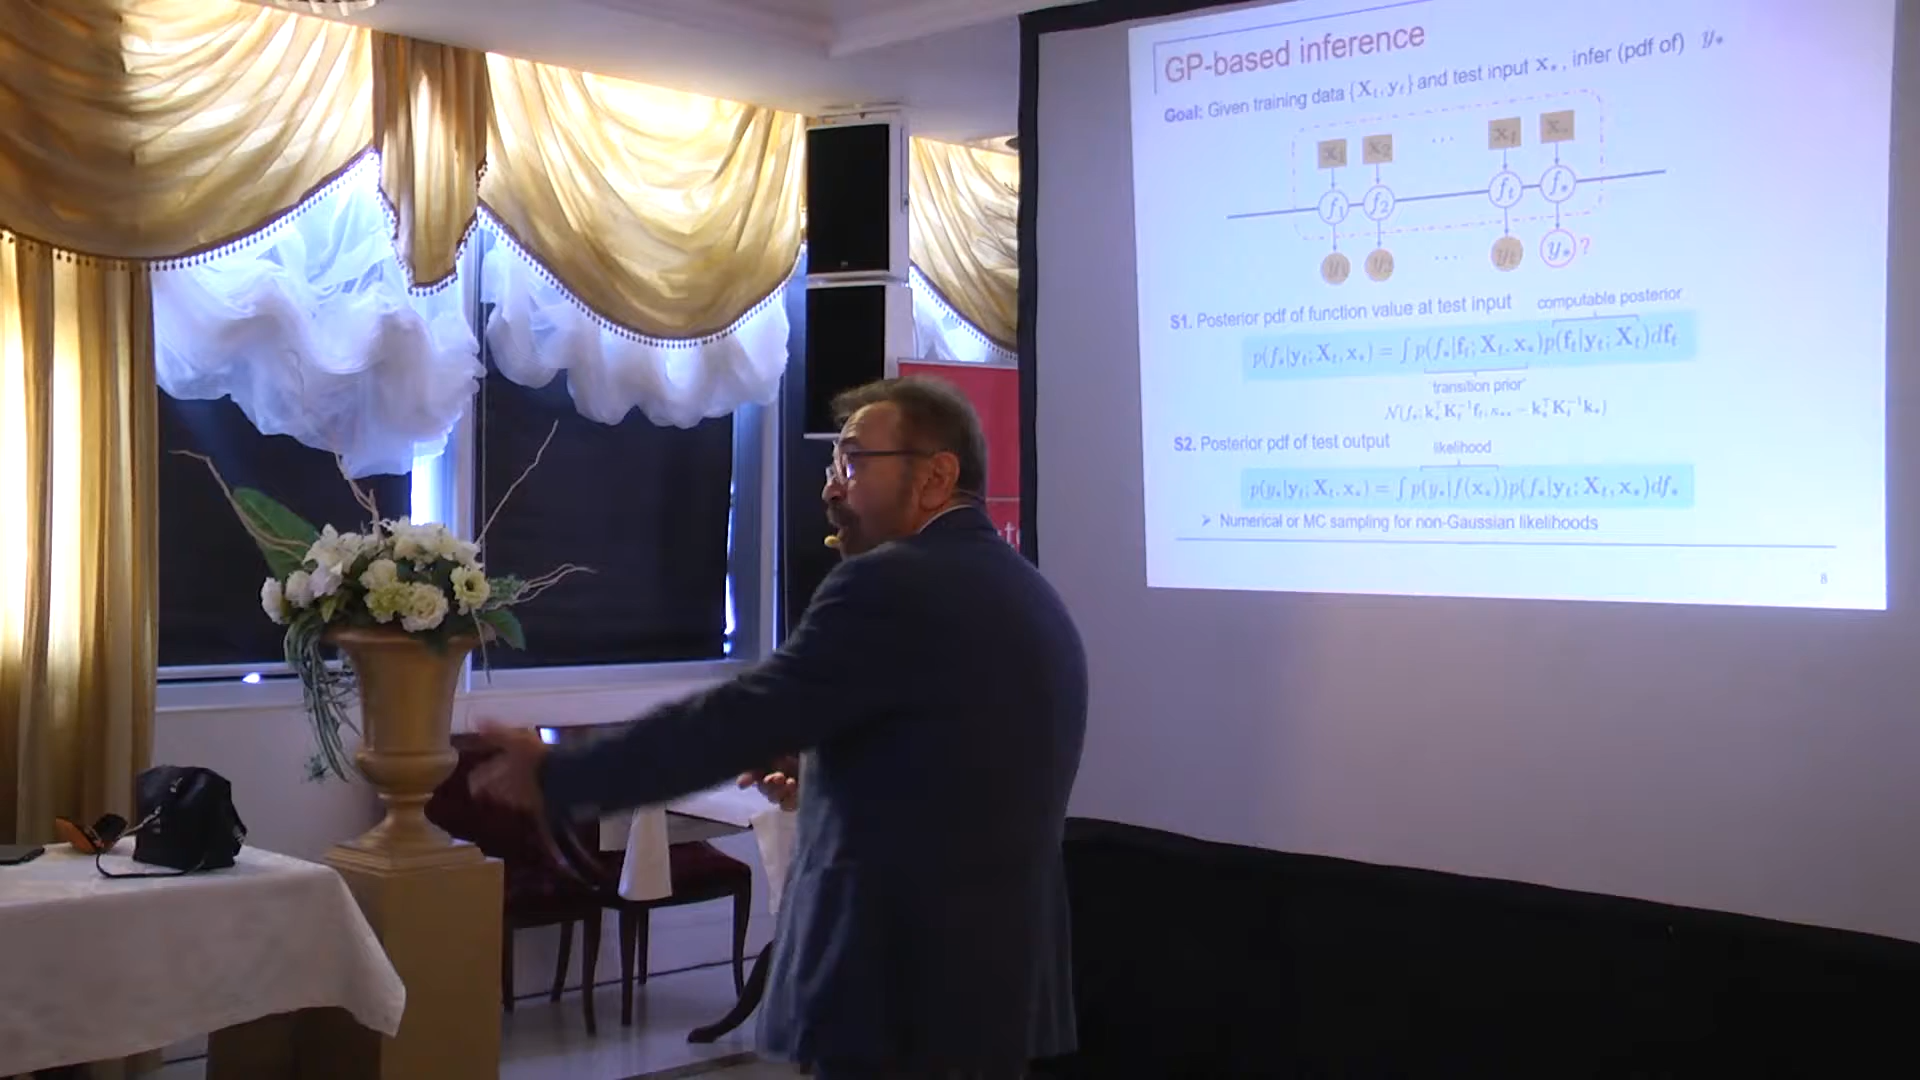 GP-based inference
Goal: Given training data {X_t, y_t} and test input x_*, infer (pdf of) y_*
x_1 x_2 ... x_t x_*
f_1 f_2 f_t f_*
y_1 y_2 ... y_t y_* ?
S1. Posterior pdf of function value at test input
computable posterior
p(f_*|y_t; X_t, x_*) = ∫ p(f_*|f_t; X_t, x_*)p(f_t|y_t; X_t)df_t
'transition prior'
N(f_*; k_*^⊤ K_t^{-1} f_t, κ_{**} − k_*^⊤ K_t^{-1} k_*)
S2. Posterior pdf of test output
likelihood
p(y_*|y_t; X_t, x_*) = ∫ p(y_*|f(x_*))p(f_*|y_t; X_t, x_*)df_*
➢ Numerical or MC sampling for non-Gaussian likelihoods
8